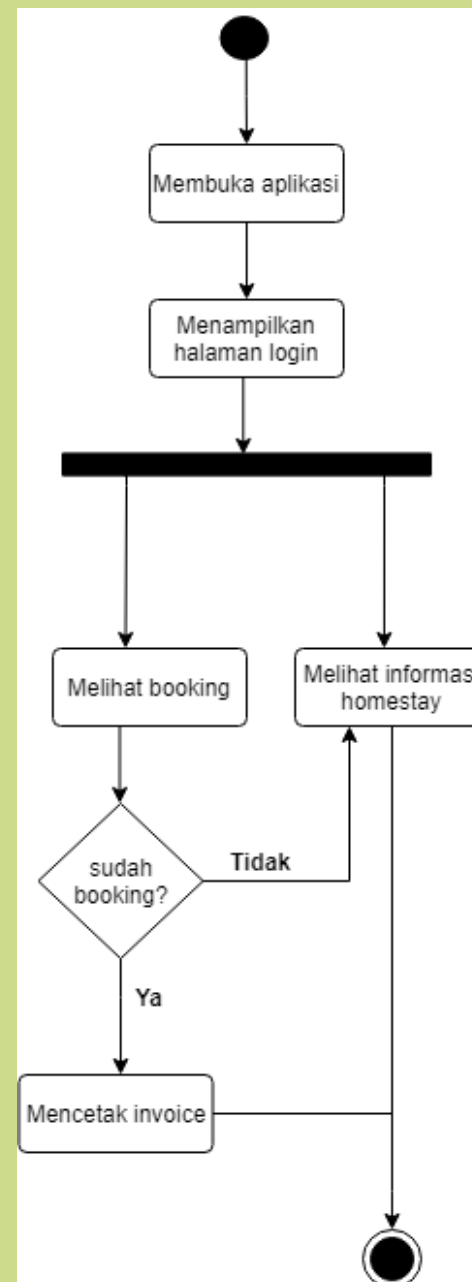 Membuka aplikasi
Menampilkan
halaman login
Melihat booking
Melihat informas
homestay
sudah
booking?
Tidak
Ya
Mencetak invoice